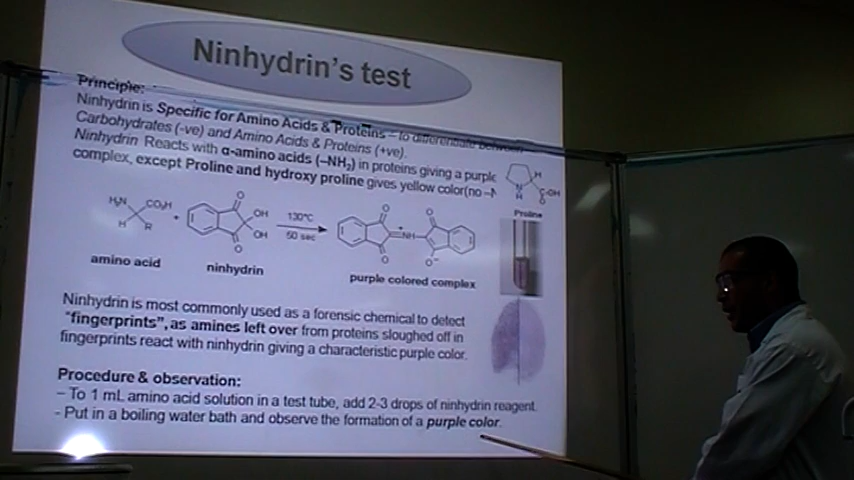 Ninhydrin's test
Principle:
Ninhydrin is Specific for Amino Acids & Proteins – to differentiate between
Carbohydrates (-ve) and Amino Acids & Proteins (+ve).
Ninhydrin Reacts with α-amino acids (–NH₂) in proteins giving a purple
complex, except Proline and hydroxy proline gives yellow color(no –N
H
N
H
C-OH
O
Proline
H₂N
CO₂H
H
R
+
O
OH
OH
O
130°C
50 sec
O
O
NH
O
O⁻
amino acid
ninhydrin
purple colored complex
Ninhydrin is most commonly used as a forensic chemical to detect
"fingerprints", as amines left over from proteins sloughed off in
fingerprints react with ninhydrin giving a characteristic purple color.
Procedure & observation:
– To 1 mL amino acid solution in a test tube, add 2-3 drops of ninhydrin reagent.
- Put in a boiling water bath and observe the formation of a purple color.